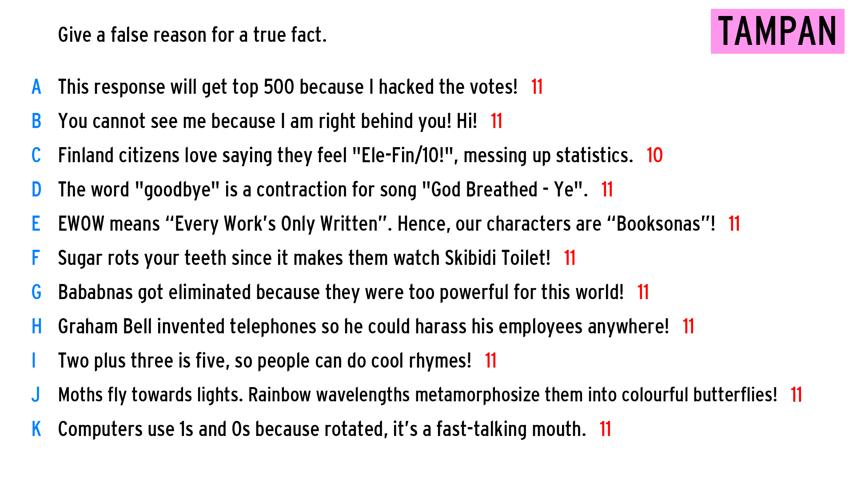 Give a false reason for a true fact.
TAMPAN
A This response will get top 500 because I hacked the votes! 11
B You cannot see me because I am right behind you! Hi! 11
C Finland citizens love saying they feel "Ele-Fin/10!", messing up statistics. 10
D The word "goodbye" is a contraction for song "God Breathed - Ye". 11
E EWOW means “Every Work’s Only Written”. Hence, our characters are “Booksonas”! 11
F Sugar rots your teeth since it makes them watch Skibidi Toilet! 11
G Bababnas got eliminated because they were too powerful for this world! 11
H Graham Bell invented telephones so he could harass his employees anywhere! 11
I Two plus three is five, so people can do cool rhymes! 11
J Moths fly towards lights. Rainbow wavelengths metamorphosize them into colourful butterflies! 11
K Computers use 1s and 0s because rotated, it’s a fast-talking mouth. 11